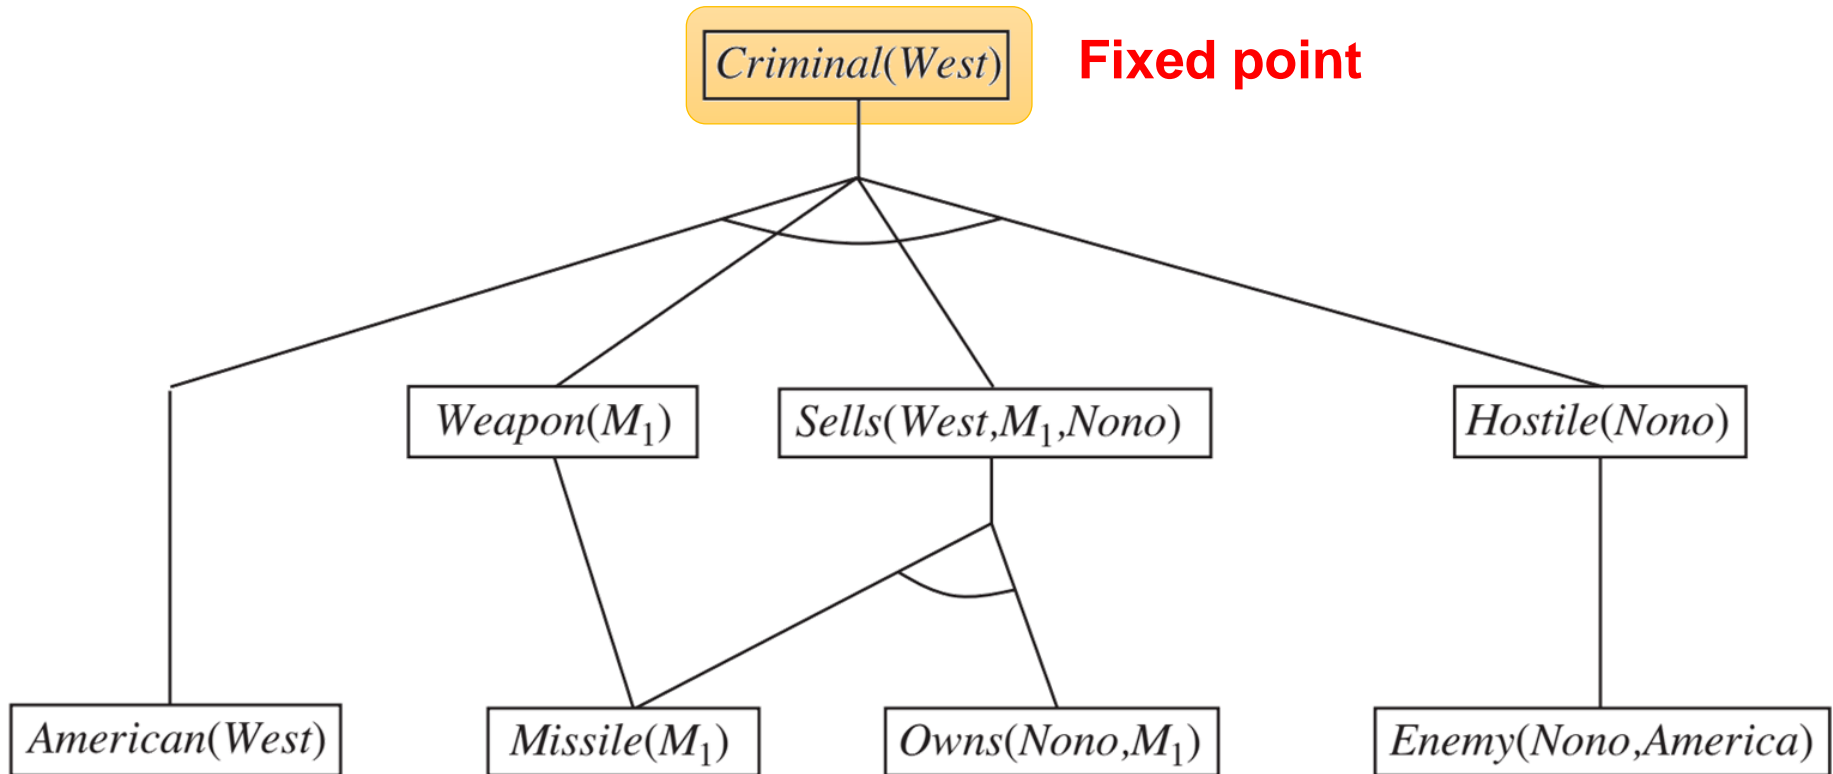 Criminal(West)
Fixed point
Weapon(M₁)
Sells(West,M₁,Nono)
Hostile(Nono)
American(West)
Missile(M₁)
Owns(Nono,M₁)
Enemy(Nono,America)